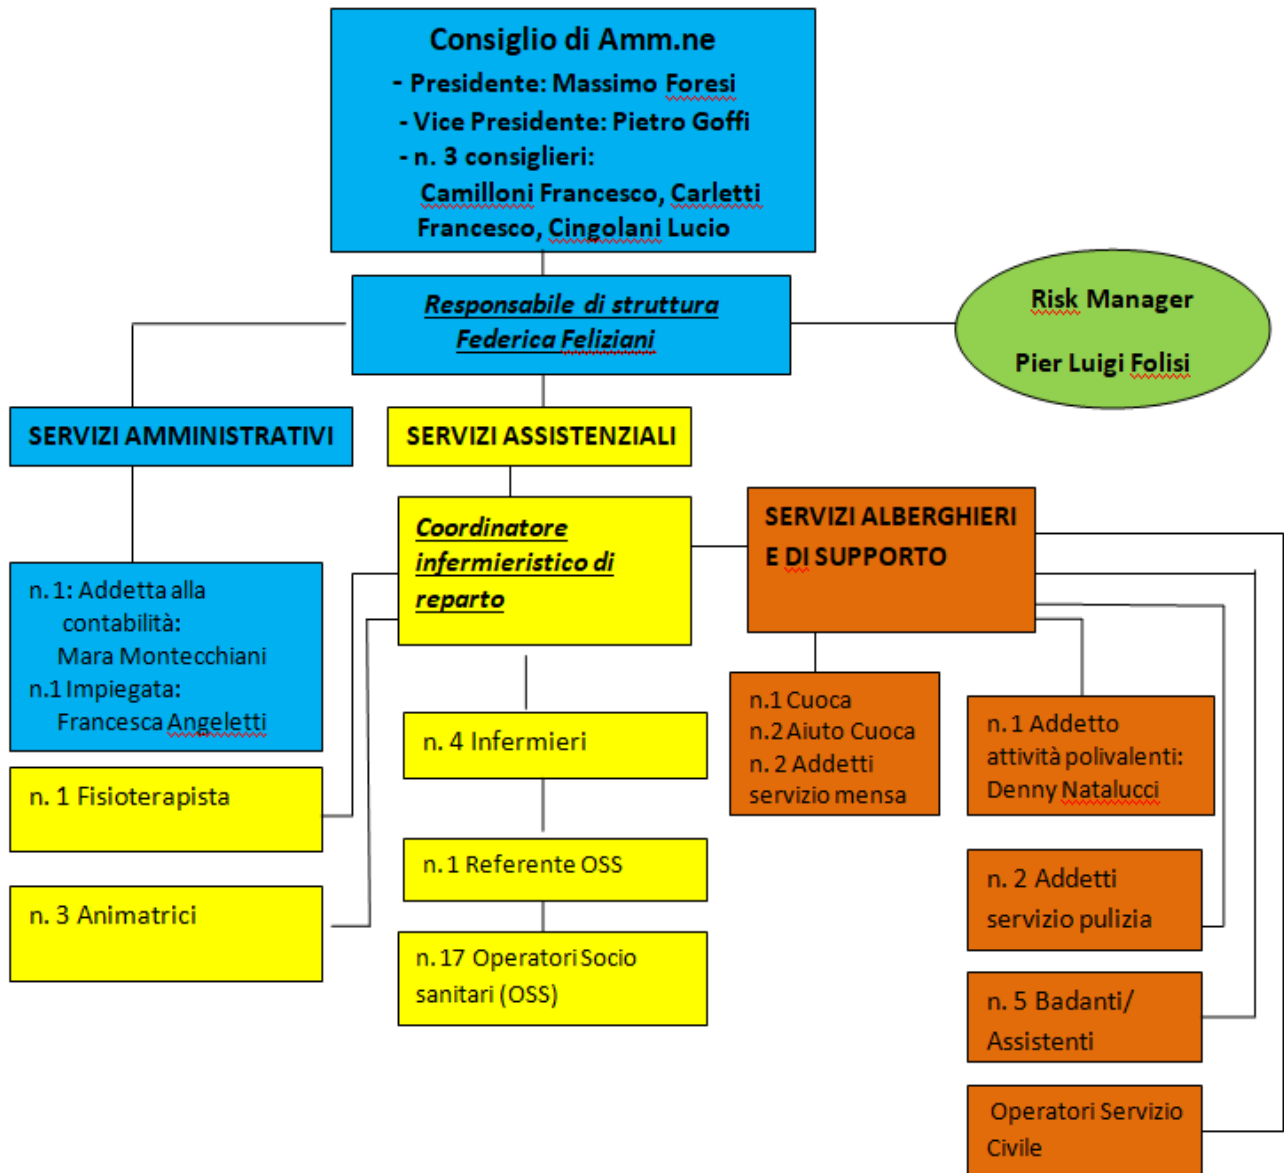 Consiglio di Amm.ne
- Presidente: Massimo Foresi
- Vice Presidente: Pietro Goffi
- n. 3 consiglieri:
Camilloni Francesco, Carletti
Francesco, Cingolani Lucio
Responsabile di struttura
Federica Feliziani
Risk Manager
Pier Luigi Folisi
SERVIZI AMMINISTRATIVI
SERVIZI ASSISTENZIALI
Coordinatore
infermieristico di
reparto
SERVIZI ALBERGHIERI
E DI SUPPORTO
n. 1: Addetta alla
contabilità:
Mara Montecchiani
n.1 Impiegata:
Francesca Angeletti
n. 1 Fisioterapista
n. 3 Animatrici
n. 4 Infermieri
n.1 Referente OSS
n. 17 Operatori Socio
sanitari (OSS)
n.1 Cuoca
n.2 Aiuto Cuoca
n. 2 Addetti
servizio mensa
n. 1 Addetto
attività polivalenti:
Denny Natalucci
n. 2 Addetti
servizio pulizia
n. 5 Badanti/
Assistenti
Operatori Servizio
Civile